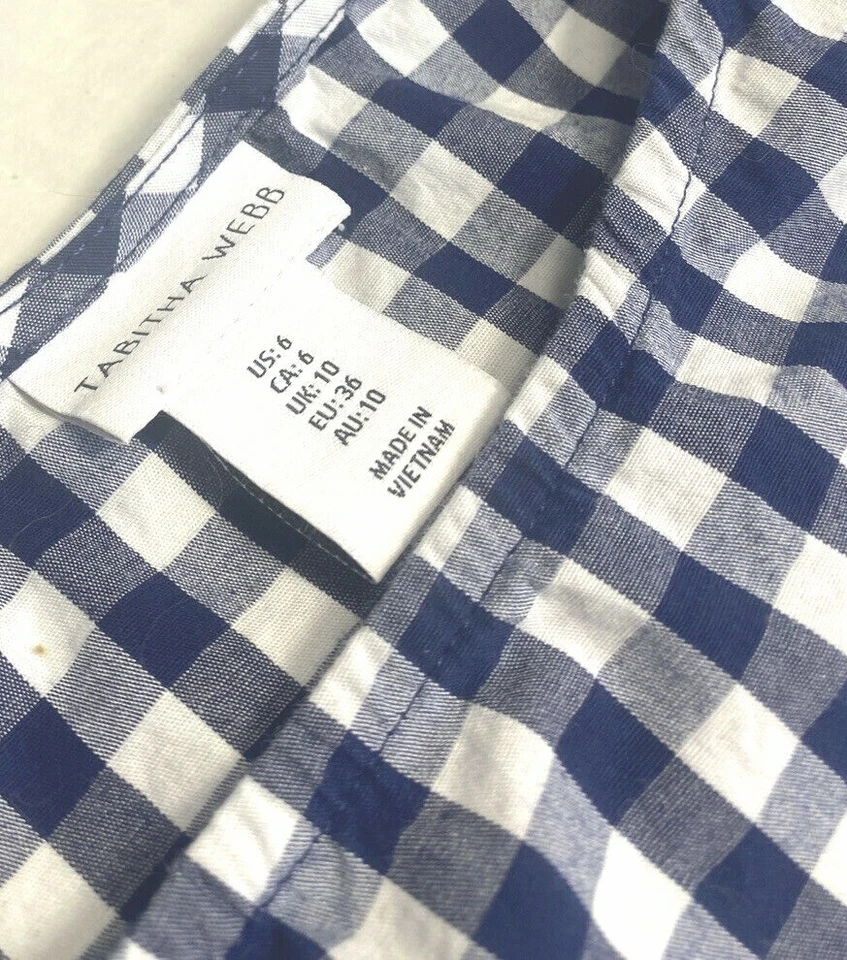 TABITHA WEBB
US: 6
CA: 6
UK: 10
EU: 36
AU: 10
MADE IN
VIETNAM